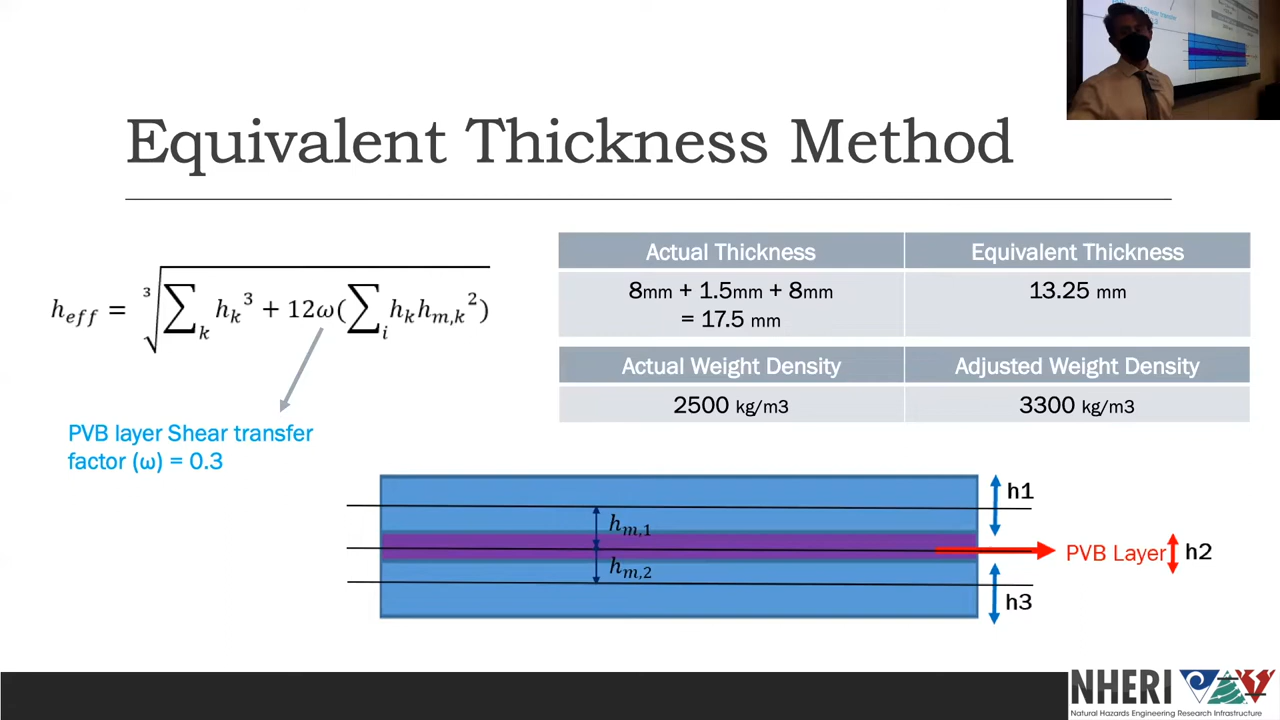 Equivalent Thickness Method
h_eff = ∛(∑_k h_k³ + 12ω(∑_i h_k h_m,k²))
PVB layer Shear transfer
factor (ω) = 0.3
Actual Thickness Equivalent Thickness
8mm + 1.5mm + 8mm 13.25 mm
= 17.5 mm
Actual Weight Density Adjusted Weight Density
2500 kg/m3 3300 kg/m3
h1
h_m,1
PVB Layer h2
h_m,2
h3
NHERI
Natural Hazards Engineering Research Infrastructure